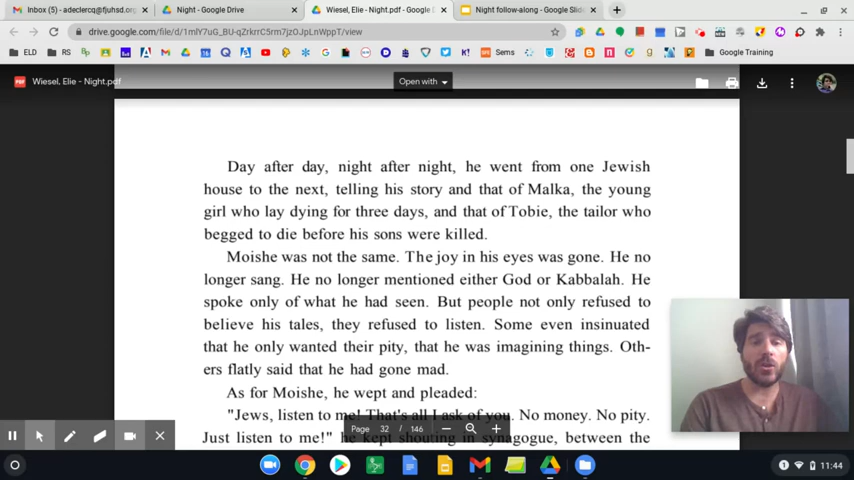 Inbox (5) - adeclercq@fjuhsd.or
Night - Google Drive
Wiesel, Elie - Night.pdf - Google D
Night follow-along - Google Slide
drive.google.com/file/d/1mlY7uG_BU-qZrkrrC5rm7jzOJpLnWppT/view
ELD
RS
Sems
Google Training
Wiesel, Elie - Night.pdf
Open with
Day after day, night after night, he went from one Jewish
house to the next, telling his story and that of Malka, the young
girl who lay dying for three days, and that of Tobie, the tailor who
begged to die before his sons were killed.
Moishe was not the same. The joy in his eyes was gone. He no
longer sang. He no longer mentioned either God or Kabbalah. He
spoke only of what he had seen. But people not only refused to
believe his tales, they refused to listen. Some even insinuated
that he only wanted their pity, that he was imagining things. Oth-
ers flatly said that he had gone mad.
As for Moishe, he wept and pleaded:
"Jews, listen to me! That's all I ask of you. No money. No pity.
Just listen to me!" he kept shouting in synagogue, between the
Page 32 / 146
11:44